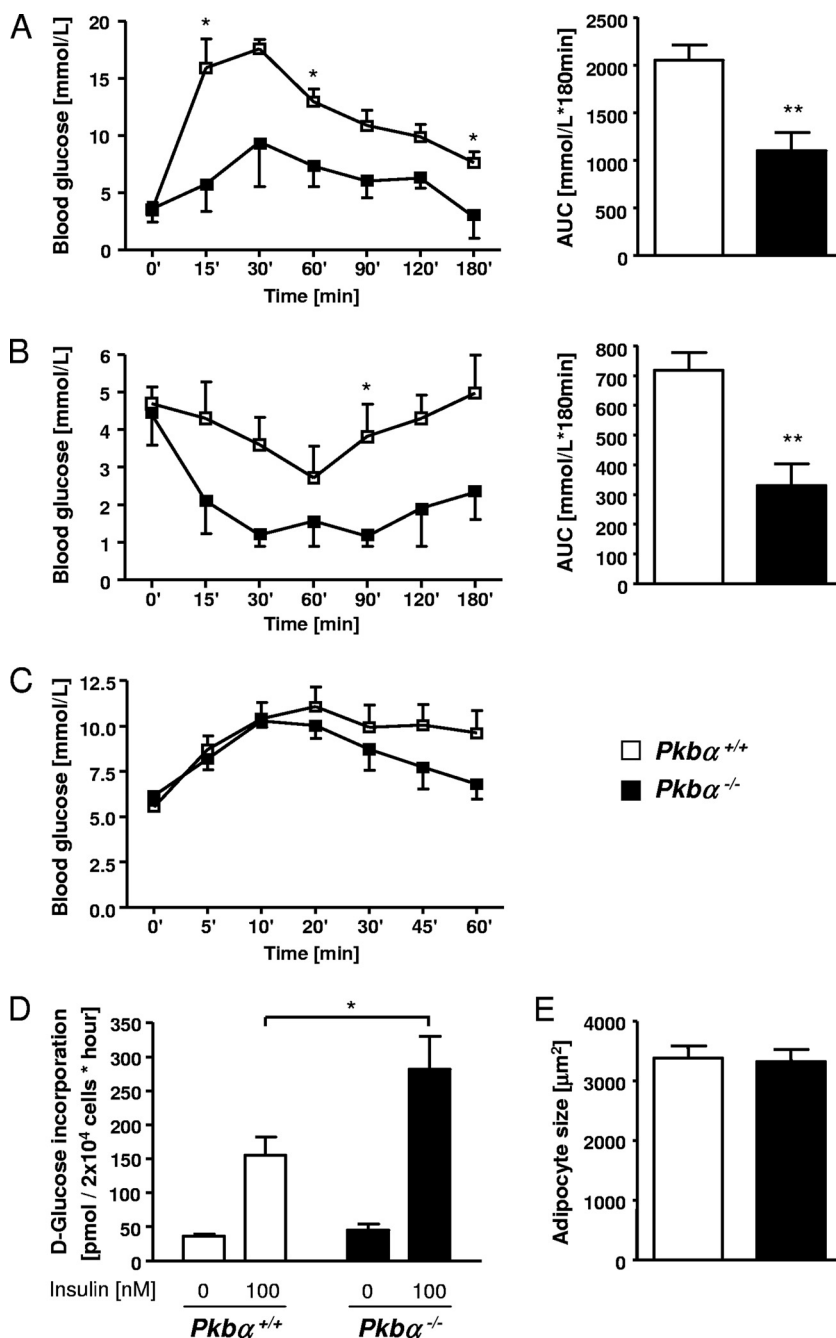 A
Blood glucose [mmol/L]
20
15
10
5
0
*
*
*
0' 15' 30' 60' 90' 120' 180'
Time [min]
AUC [mmol/L*180min]
2500
2000
1500
1000
500
0
**
B
Blood glucose [mmol/L]
6
5
4
3
2
1
0
*
0' 15' 30' 60' 90' 120' 180'
Time [min]
AUC [mmol/L*180min]
800
700
600
500
400
300
200
100
0
**
C
Blood glucose [mmol/L]
12.5
10.0
7.5
5.0
2.5
0.0
0' 5' 10' 20' 30' 45' 60'
Time [min]
Pkbα +/+
Pkbα -/-
D
D-Glucose incorporation
[pmol / 2x10⁴ cells * hour]
350
300
250
200
150
100
50
0
*
Insulin [nM] 0 100 0 100
Pkbα +/+ Pkbα -/-
E
Adipocyte size [µm²]
4000
3000
2000
1000
0